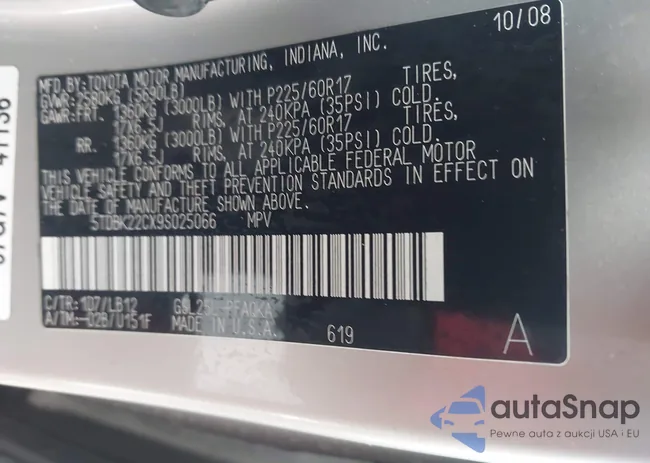 10/08
MFD.BY:TOYOTA MOTOR MANUFACTURING, INDIANA, INC.
GVWR:2580KG (5690LB)
GAWR:FRT. 1360KG (3000LB) WITH P225/60R17 TIRES,
17X6.5J RIMS, AT 240KPA (35PSI) COLD.
RR. 1360KG (3000LB) WITH P225/60R17 TIRES,
17X6.5J RIMS, AT 240KPA (35PSI) COLD.
THIS VEHICLE CONFORMS TO ALL APPLICABLE FEDERAL MOTOR
VEHICLE SAFETY AND THEFT PREVENTION STANDARDS IN EFFECT ON
THE DATE OF MANUFACTURE SHOWN ABOVE.
5TDBK22CX9S025066 MPV
C/TR:1D7/LB12
A/TM:-02B/U151F MADE IN U.S.A.
619
A
autaSnap
Pewne auta z aukcji USA i EU